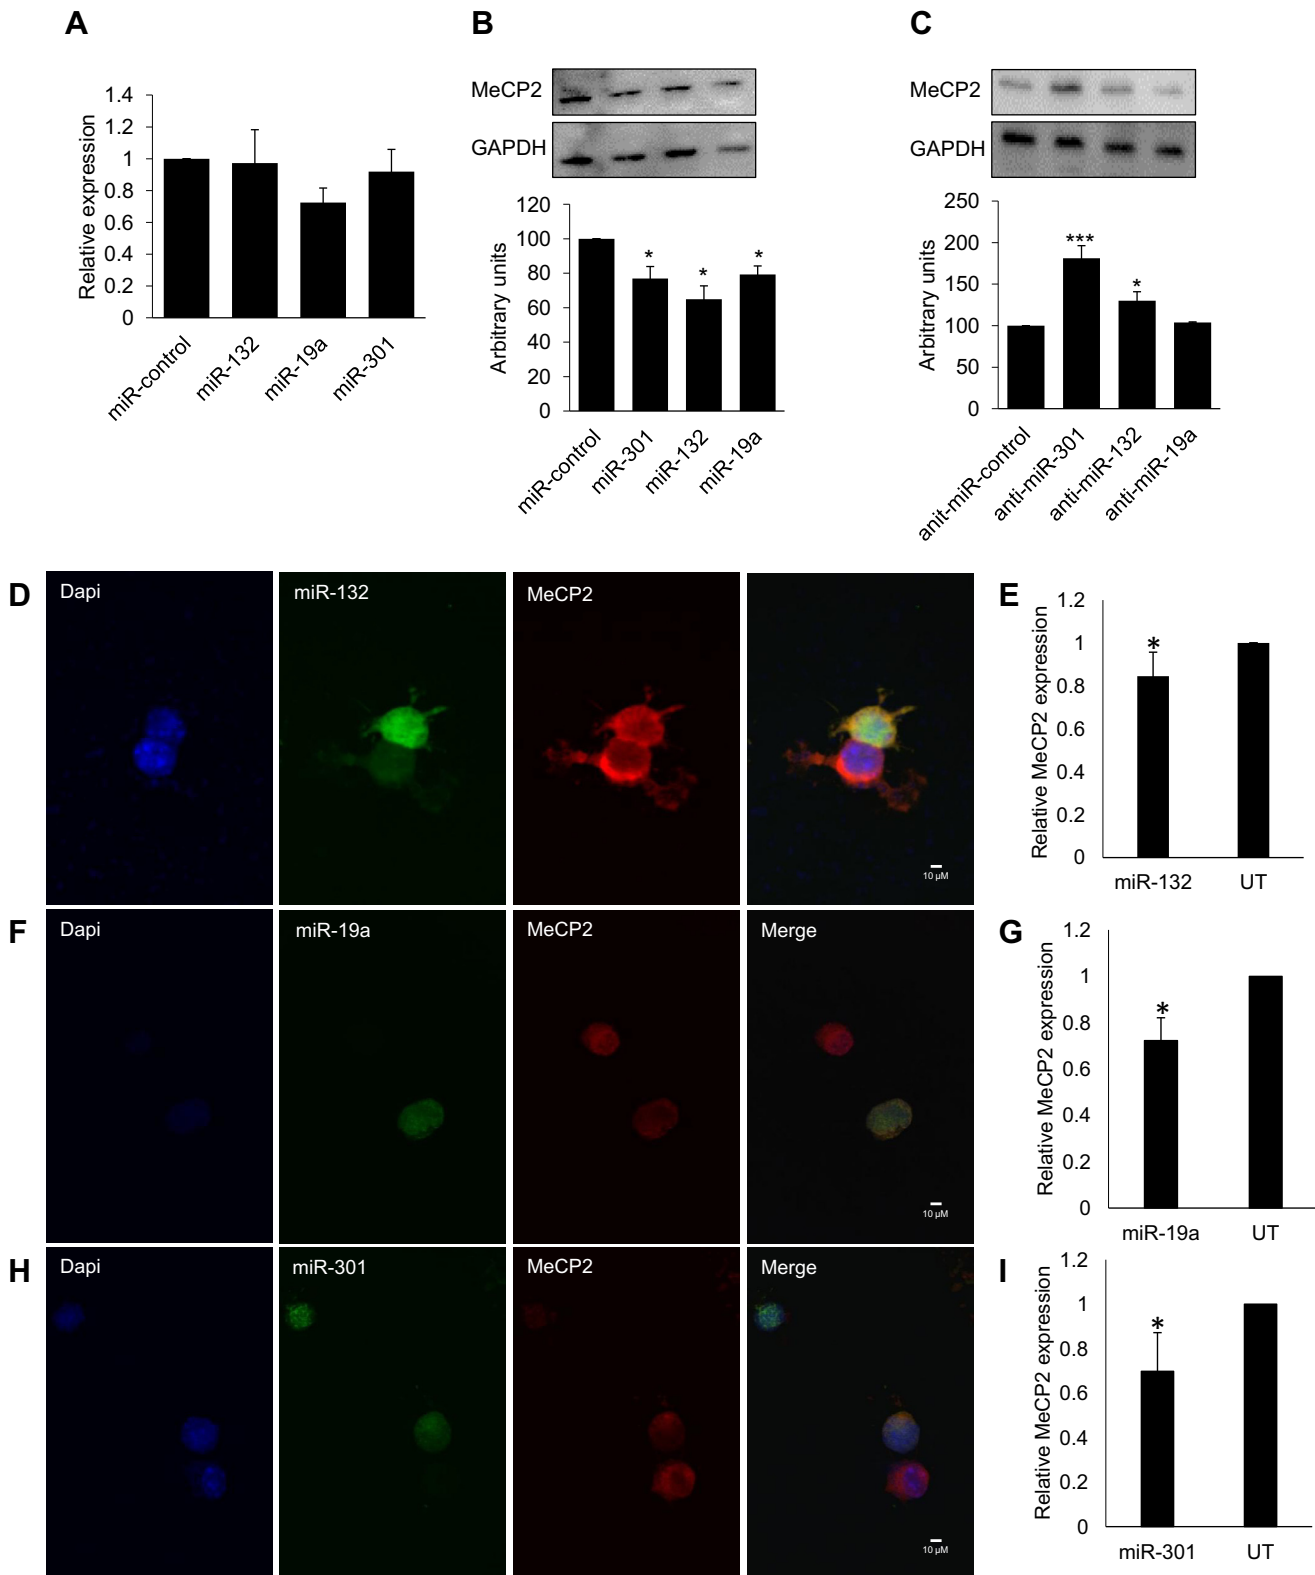 A
Relative expression
1.4
1.2
1
0.8
0.6
0.4
0.2
0
miR-control
miR-132
miR-19a
miR-301
B
MeCP2
GAPDH
Arbitrary units
120
100
80
60
40
20
0
*
*
*
miR-control
miR-301
miR-132
miR-19a
C
MeCP2
GAPDH
Arbitrary units
250
200
150
100
50
0
***
*
anit-miR-control
anti-miR-301
anti-miR-132
anti-miR-19a
D
Dapi
miR-132
MeCP2
10 µM
E
Relative MeCP2 expression
1.2
1
0.8
0.6
0.4
0.2
0
*
miR-132
UT
F
Dapi
miR-19a
MeCP2
Merge
10 µM
G
Relative MeCP2 expression
1.2
1
0.8
0.6
0.4
0.2
0
*
miR-19a
UT
H
Dapi
miR-301
MeCP2
Merge
10 µM
I
Relative MeCP2 expression
1.2
1
0.8
0.6
0.4
0.2
0
*
miR-301
UT